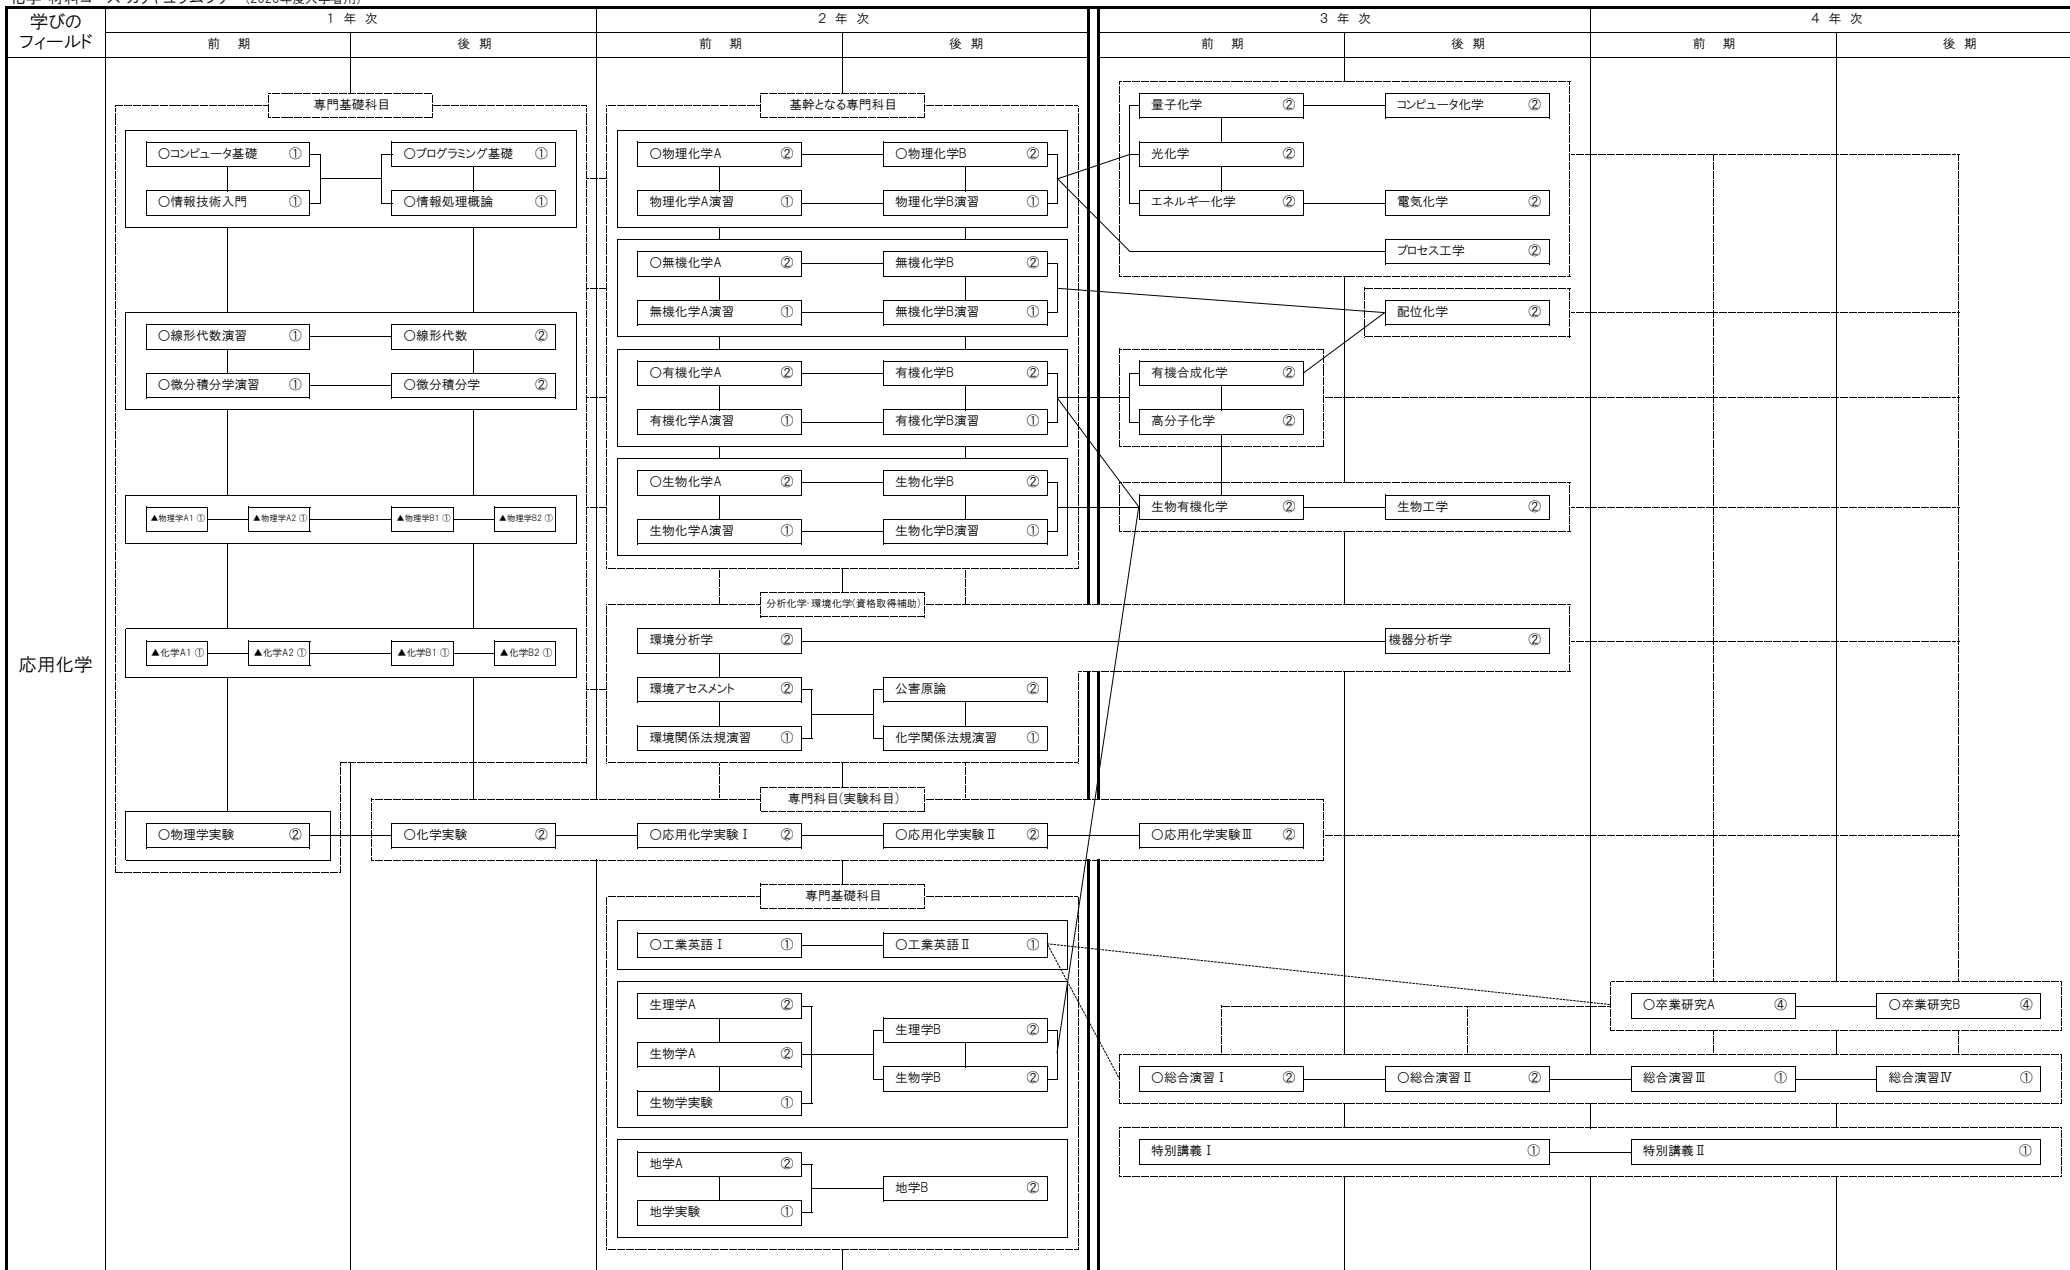 化学・材料コース カリキュラムツリー (2020年度入学者用)
学びの
フィールド
1 年 次
2 年 次
3 年 次
4 年 次
前 期
後 期
前 期
後 期
前 期
後 期
前 期
後 期
応用化学
専門基礎科目
○コンピュータ基礎 ①
○プログラミング基礎 ①
○情報技術入門 ①
○情報処理概論 ①
○線形代数演習 ①
○線形代数 ②
○微分積分学演習 ①
○微分積分学 ②
▲物理学A1 ①
▲物理学A2 ①
▲物理学B1 ①
▲物理学B2 ①
▲化学A1 ①
▲化学A2 ①
▲化学B1 ①
▲化学B2 ①
○物理学実験 ②
基幹となる専門科目
○物理化学A ②
○物理化学B ②
物理化学A演習 ①
物理化学B演習 ①
○無機化学A ②
無機化学B ②
無機化学A演習 ①
無機化学B演習 ①
○有機化学A ②
有機化学B ②
有機化学A演習 ①
有機化学B演習 ①
○生物化学A ②
生物化学B ②
生物化学A演習 ①
生物化学B演習 ①
量子化学 ②
コンピュータ化学 ②
光化学 ②
エネルギー化学 ②
電気化学 ②
プロセス工学 ②
配位化学 ②
有機合成化学 ②
高分子化学 ②
生物有機化学 ②
生物工学 ②
分析化学・環境化学(資格取得補助)
環境分析学 ②
機器分析学 ②
環境アセスメント ②
公害原論 ②
環境関係法規演習 ①
化学関係法規演習 ①
専門科目(実験科目)
○化学実験 ②
○応用化学実験Ⅰ ②
○応用化学実験Ⅱ ②
○応用化学実験Ⅲ ②
専門基礎科目
○工業英語Ⅰ ①
○工業英語Ⅱ ①
生理学A ②
生理学B ②
生物学A ②
生物学B ②
生物学実験 ①
地学A ②
地学B ②
地学実験 ①
○卒業研究A ④
○卒業研究B ④
○総合演習Ⅰ ②
○総合演習Ⅱ ②
総合演習Ⅲ ①
総合演習Ⅳ ①
特別講義Ⅰ ①
特別講義Ⅱ ①